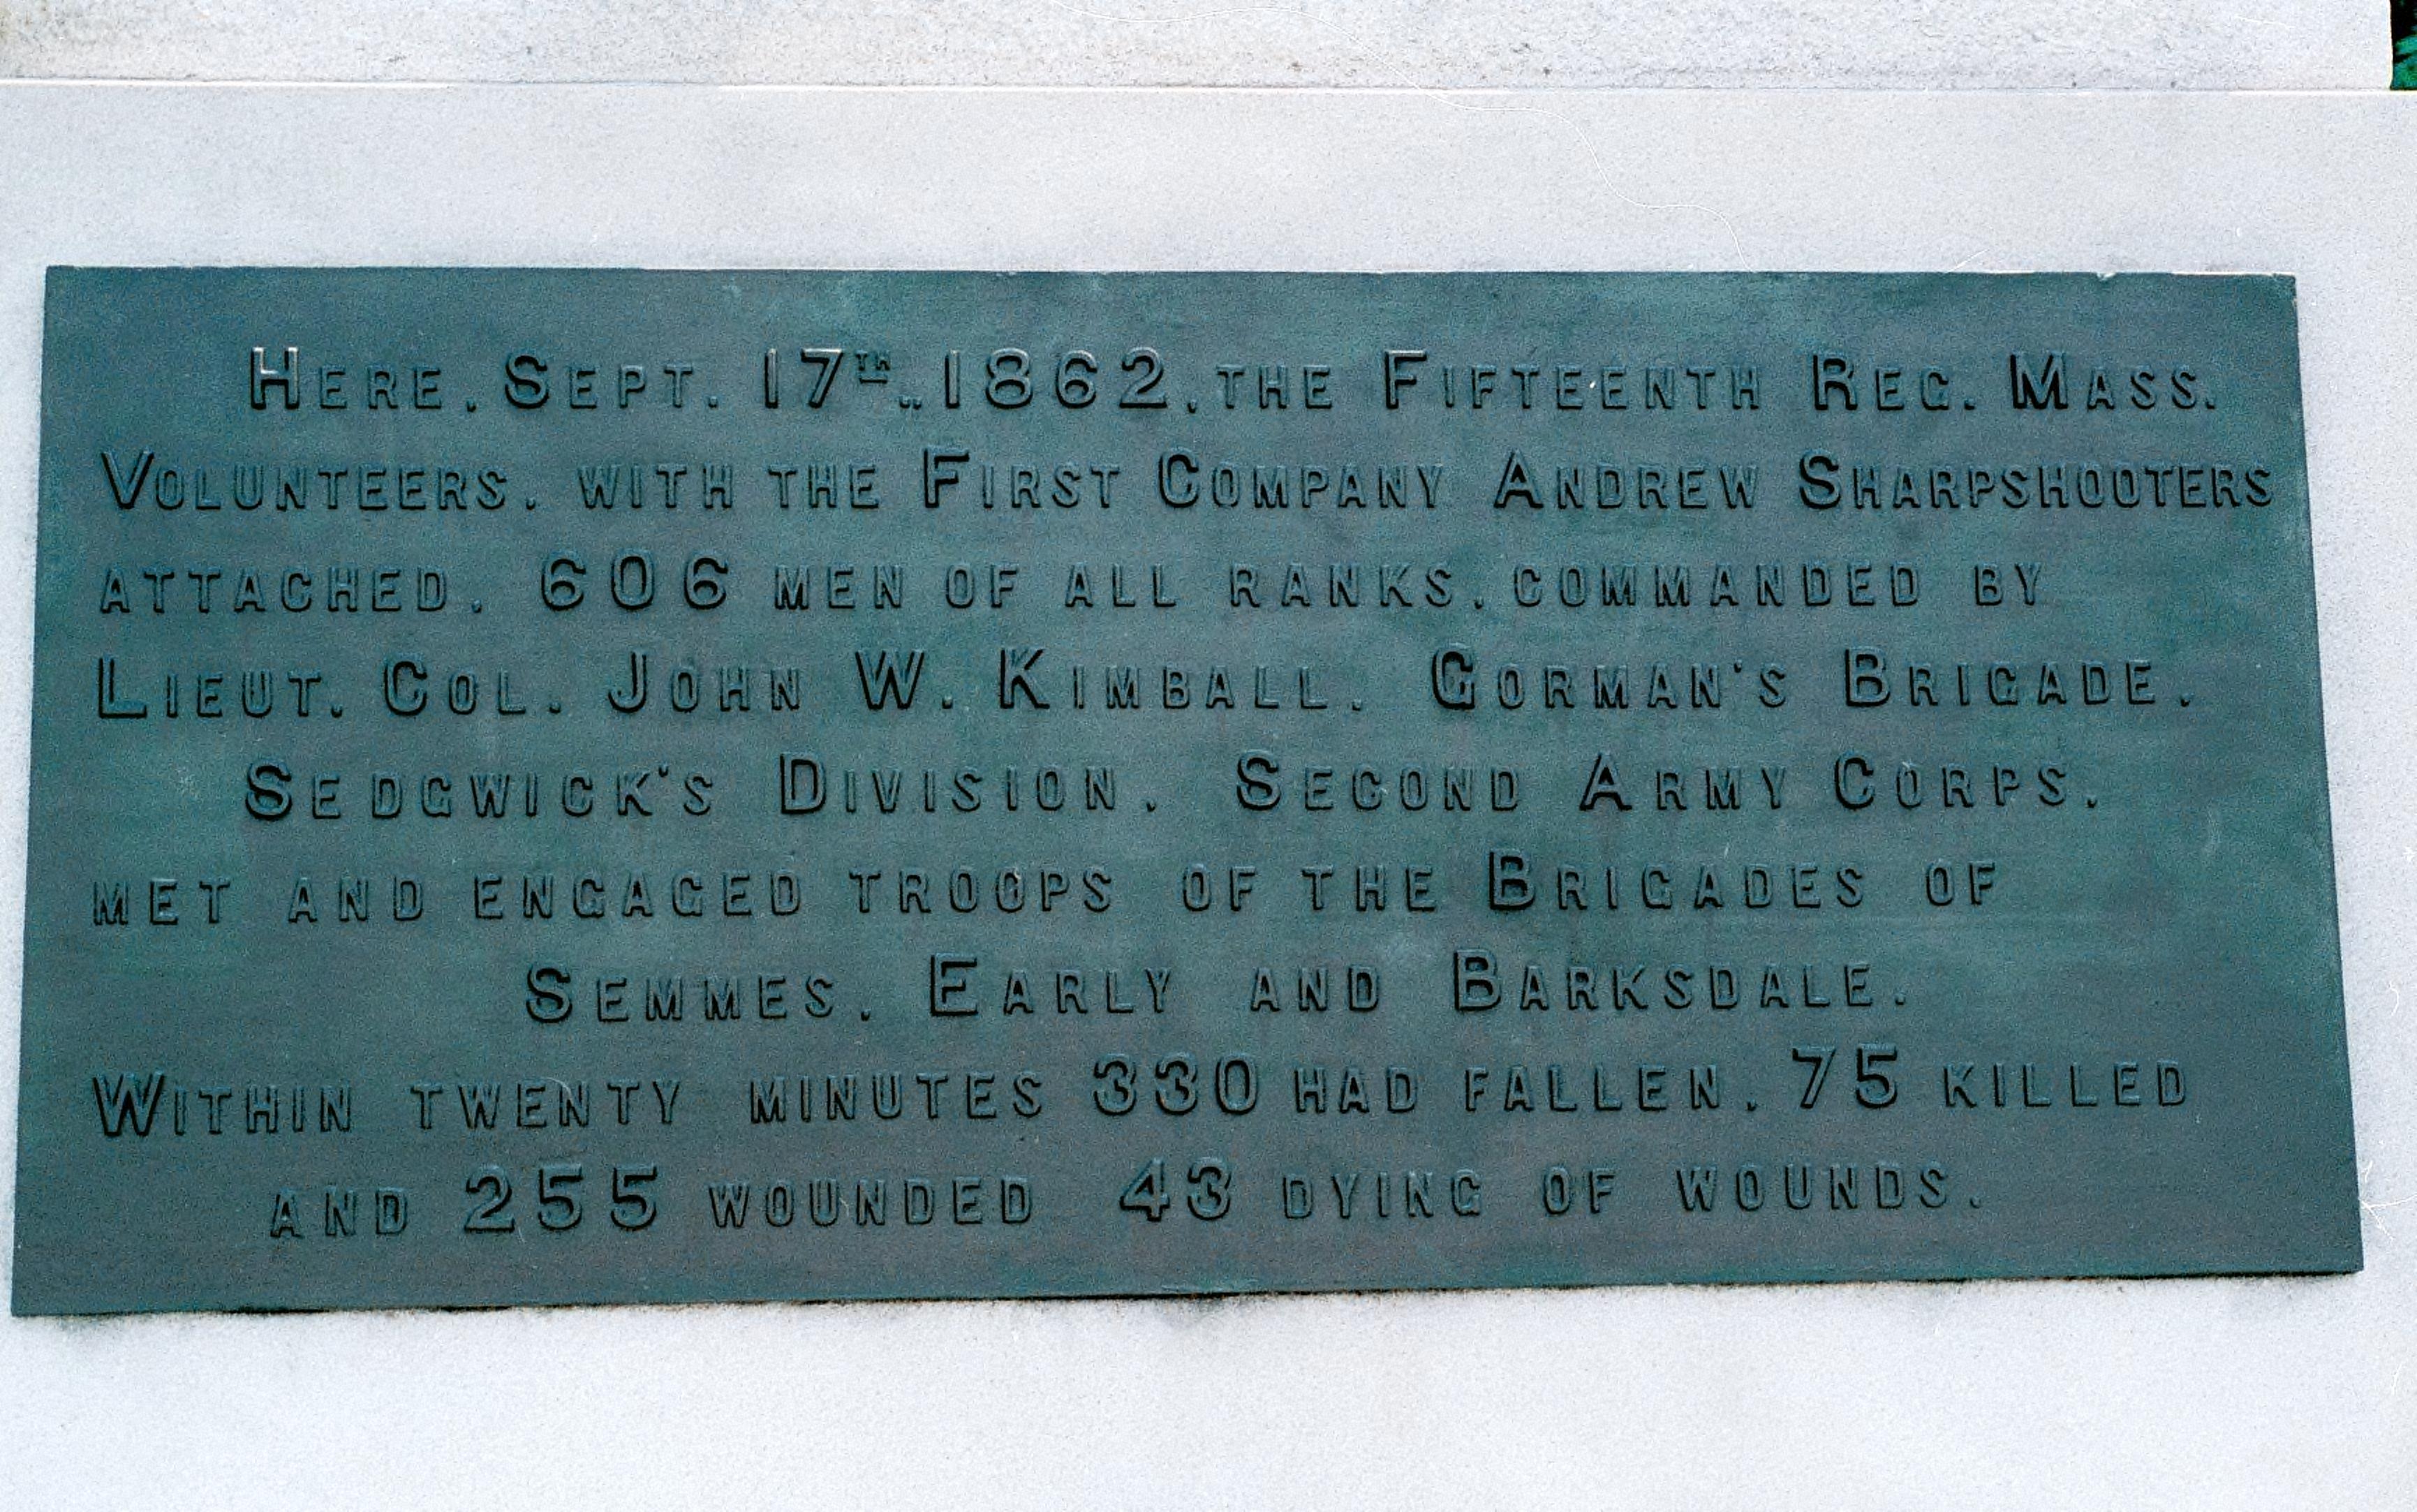 HERE, SEPT. 17TH, 1862, THE FIFTEENTH REG. MASS.
VOLUNTEERS, WITH THE FIRST COMPANY ANDREW SHARPSHOOTERS
ATTACHED, 606 MEN OF ALL RANKS, COMMANDED BY
LIEUT. COL. JOHN W. KIMBALL, GORMAN'S BRIGADE,
SEDGWICK'S DIVISION, SECOND ARMY CORPS,
MET AND ENGAGED TROOPS OF THE BRIGADES OF
SEMMES, EARLY AND BARKSDALE.
WITHIN TWENTY MINUTES 330 HAD FALLEN, 75 KILLED
AND 255 WOUNDED 43 DYING OF WOUNDS.